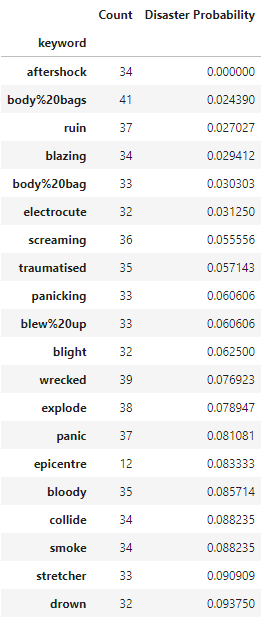 Count Disaster Probability
keyword
aftershock 34 0.000000
body%20bags 41 0.024390
ruin 37 0.027027
blazing 34 0.029412
body%20bag 33 0.030303
electrocute 32 0.031250
screaming 36 0.055556
traumatised 35 0.057143
panicking 33 0.060606
blew%20up 33 0.060606
blight 32 0.062500
wrecked 39 0.076923
explode 38 0.078947
panic 37 0.081081
epicentre 12 0.083333
bloody 35 0.085714
collide 34 0.088235
smoke 34 0.088235
stretcher 33 0.090909
drown 32 0.093750